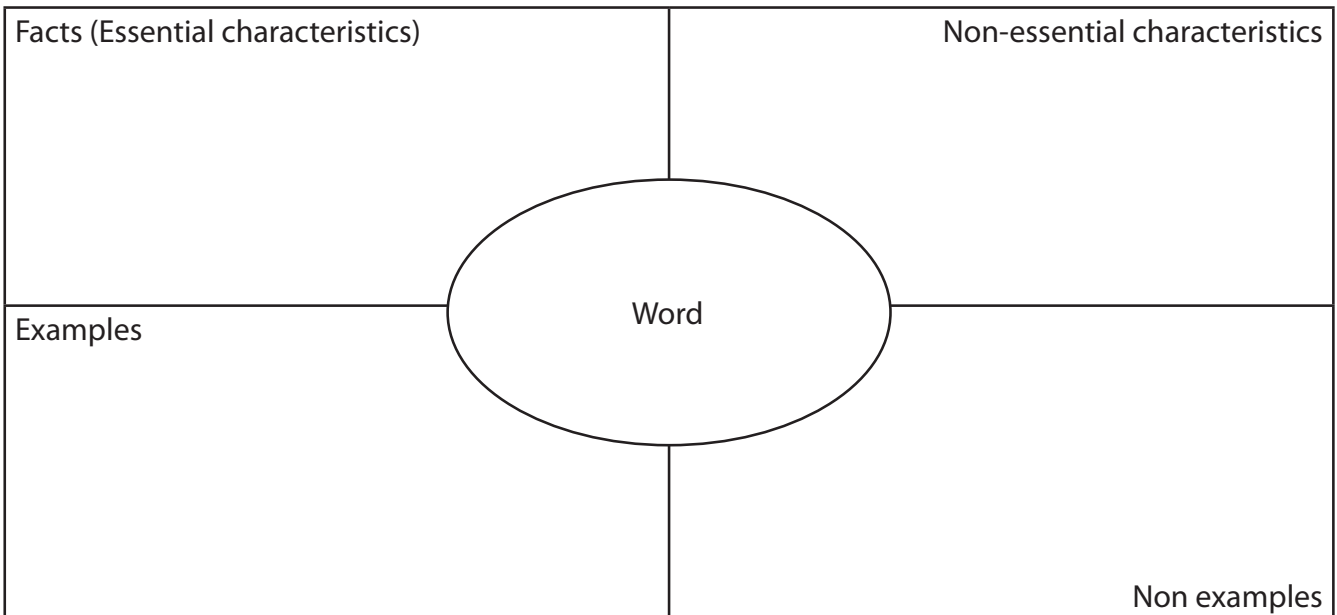 Facts (Essential characteristics)
Non-essential characteristics
Word
Examples
Non examples